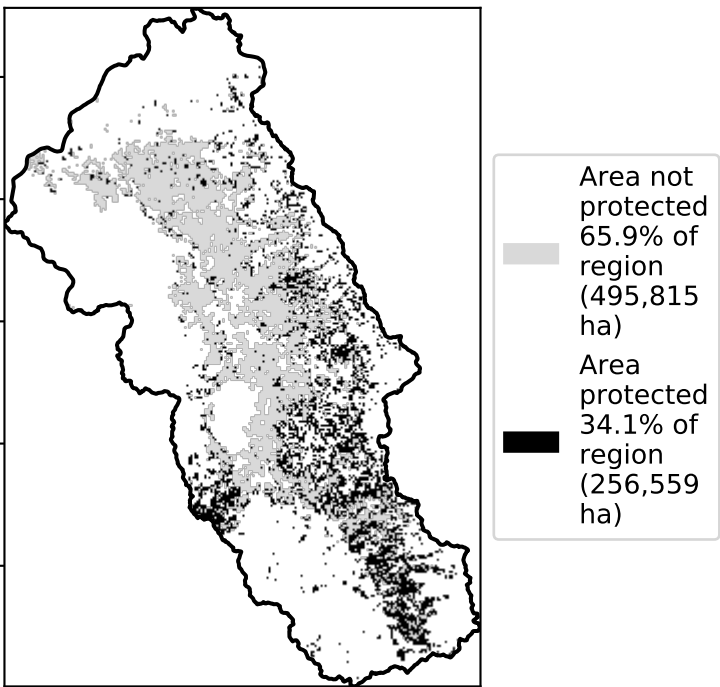 Area not
protected
65.9% of
region
(495,815
ha)
Area
protected
34.1% of
region
(256,559
ha)